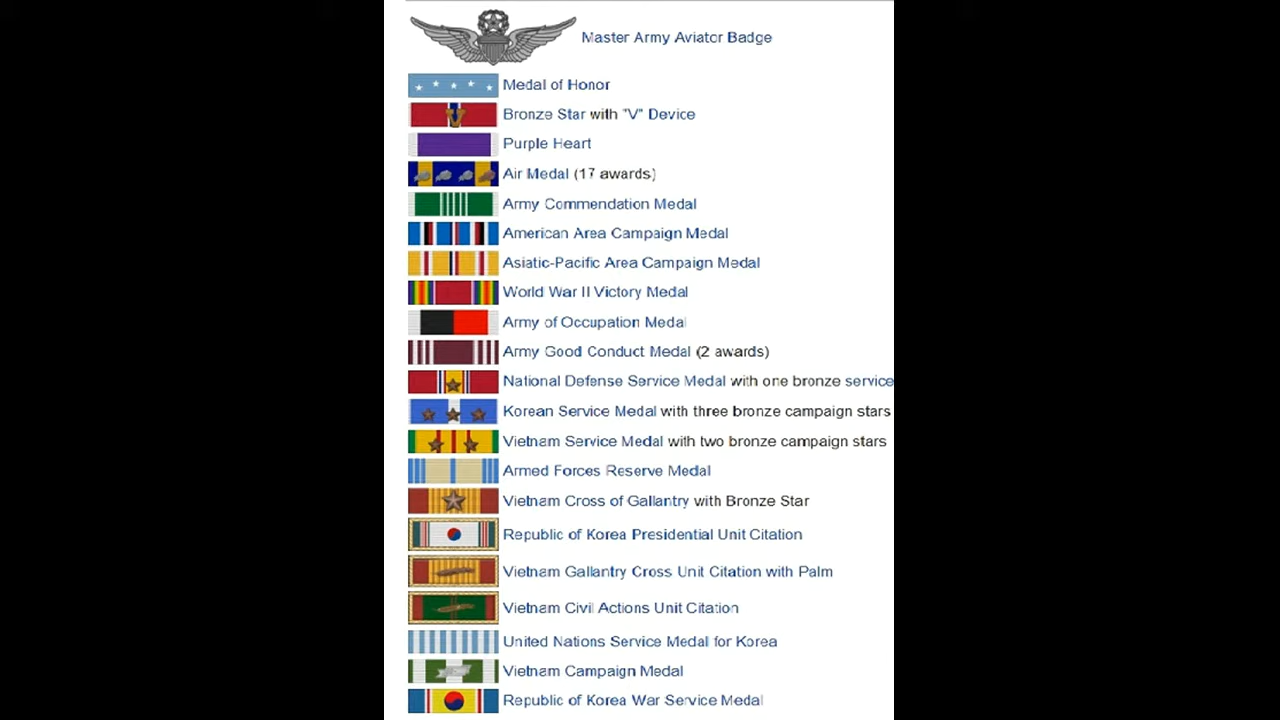 Master Army Aviator Badge
Medal of Honor
Bronze Star with "V" Device
Purple Heart
Air Medal (17 awards)
Army Commendation Medal
American Area Campaign Medal
Asiatic-Pacific Area Campaign Medal
World War II Victory Medal
Army of Occupation Medal
Army Good Conduct Medal (2 awards)
National Defense Service Medal with one bronze service
Korean Service Medal with three bronze campaign stars
Vietnam Service Medal with two bronze campaign stars
Armed Forces Reserve Medal
Vietnam Cross of Gallantry with Bronze Star
Republic of Korea Presidential Unit Citation
Vietnam Gallantry Cross Unit Citation with Palm
Vietnam Civil Actions Unit Citation
United Nations Service Medal for Korea
Vietnam Campaign Medal
Republic of Korea War Service Medal